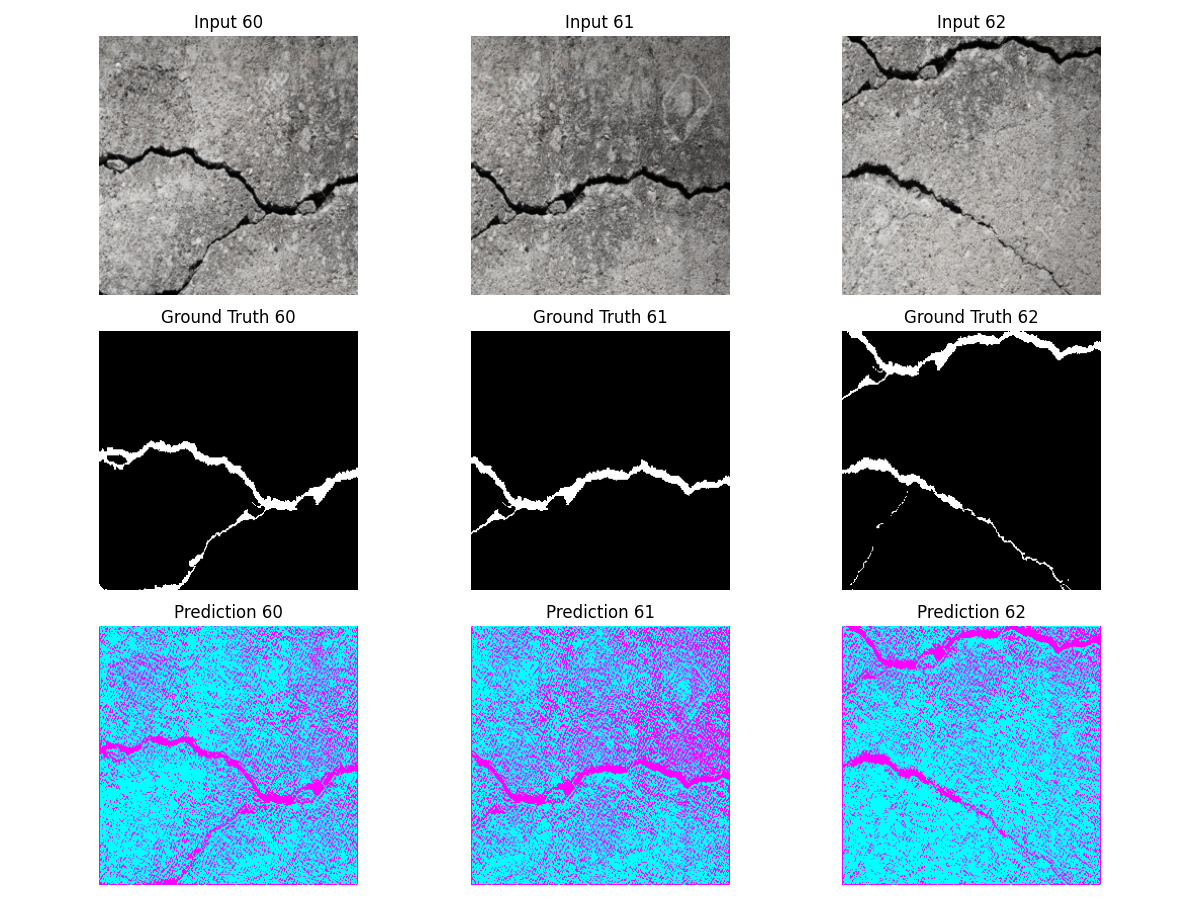 Input 60
Input 61
Input 62
Ground Truth 60
Ground Truth 61
Ground Truth 62
Prediction 60
Prediction 61
Prediction 62